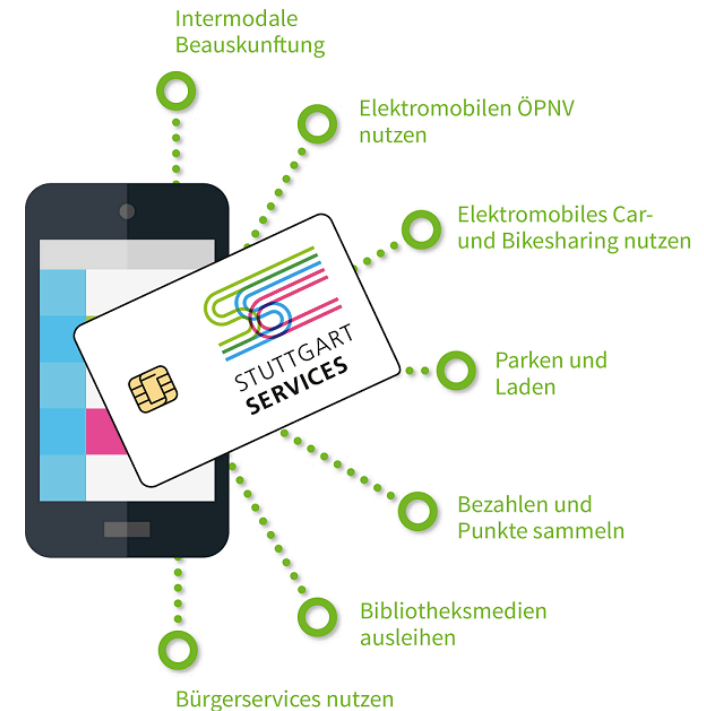 Intermodale
Beauskunftung
Elektromobilen ÖPNV
nutzen
Elektromobiles Car-
und Bikesharing nutzen
STUTTGART
SERVICES
Parken und
Laden
Bezahlen und
Punkte sammeln
Bibliotheksmedien
ausleihen
Bürgerservices nutzen